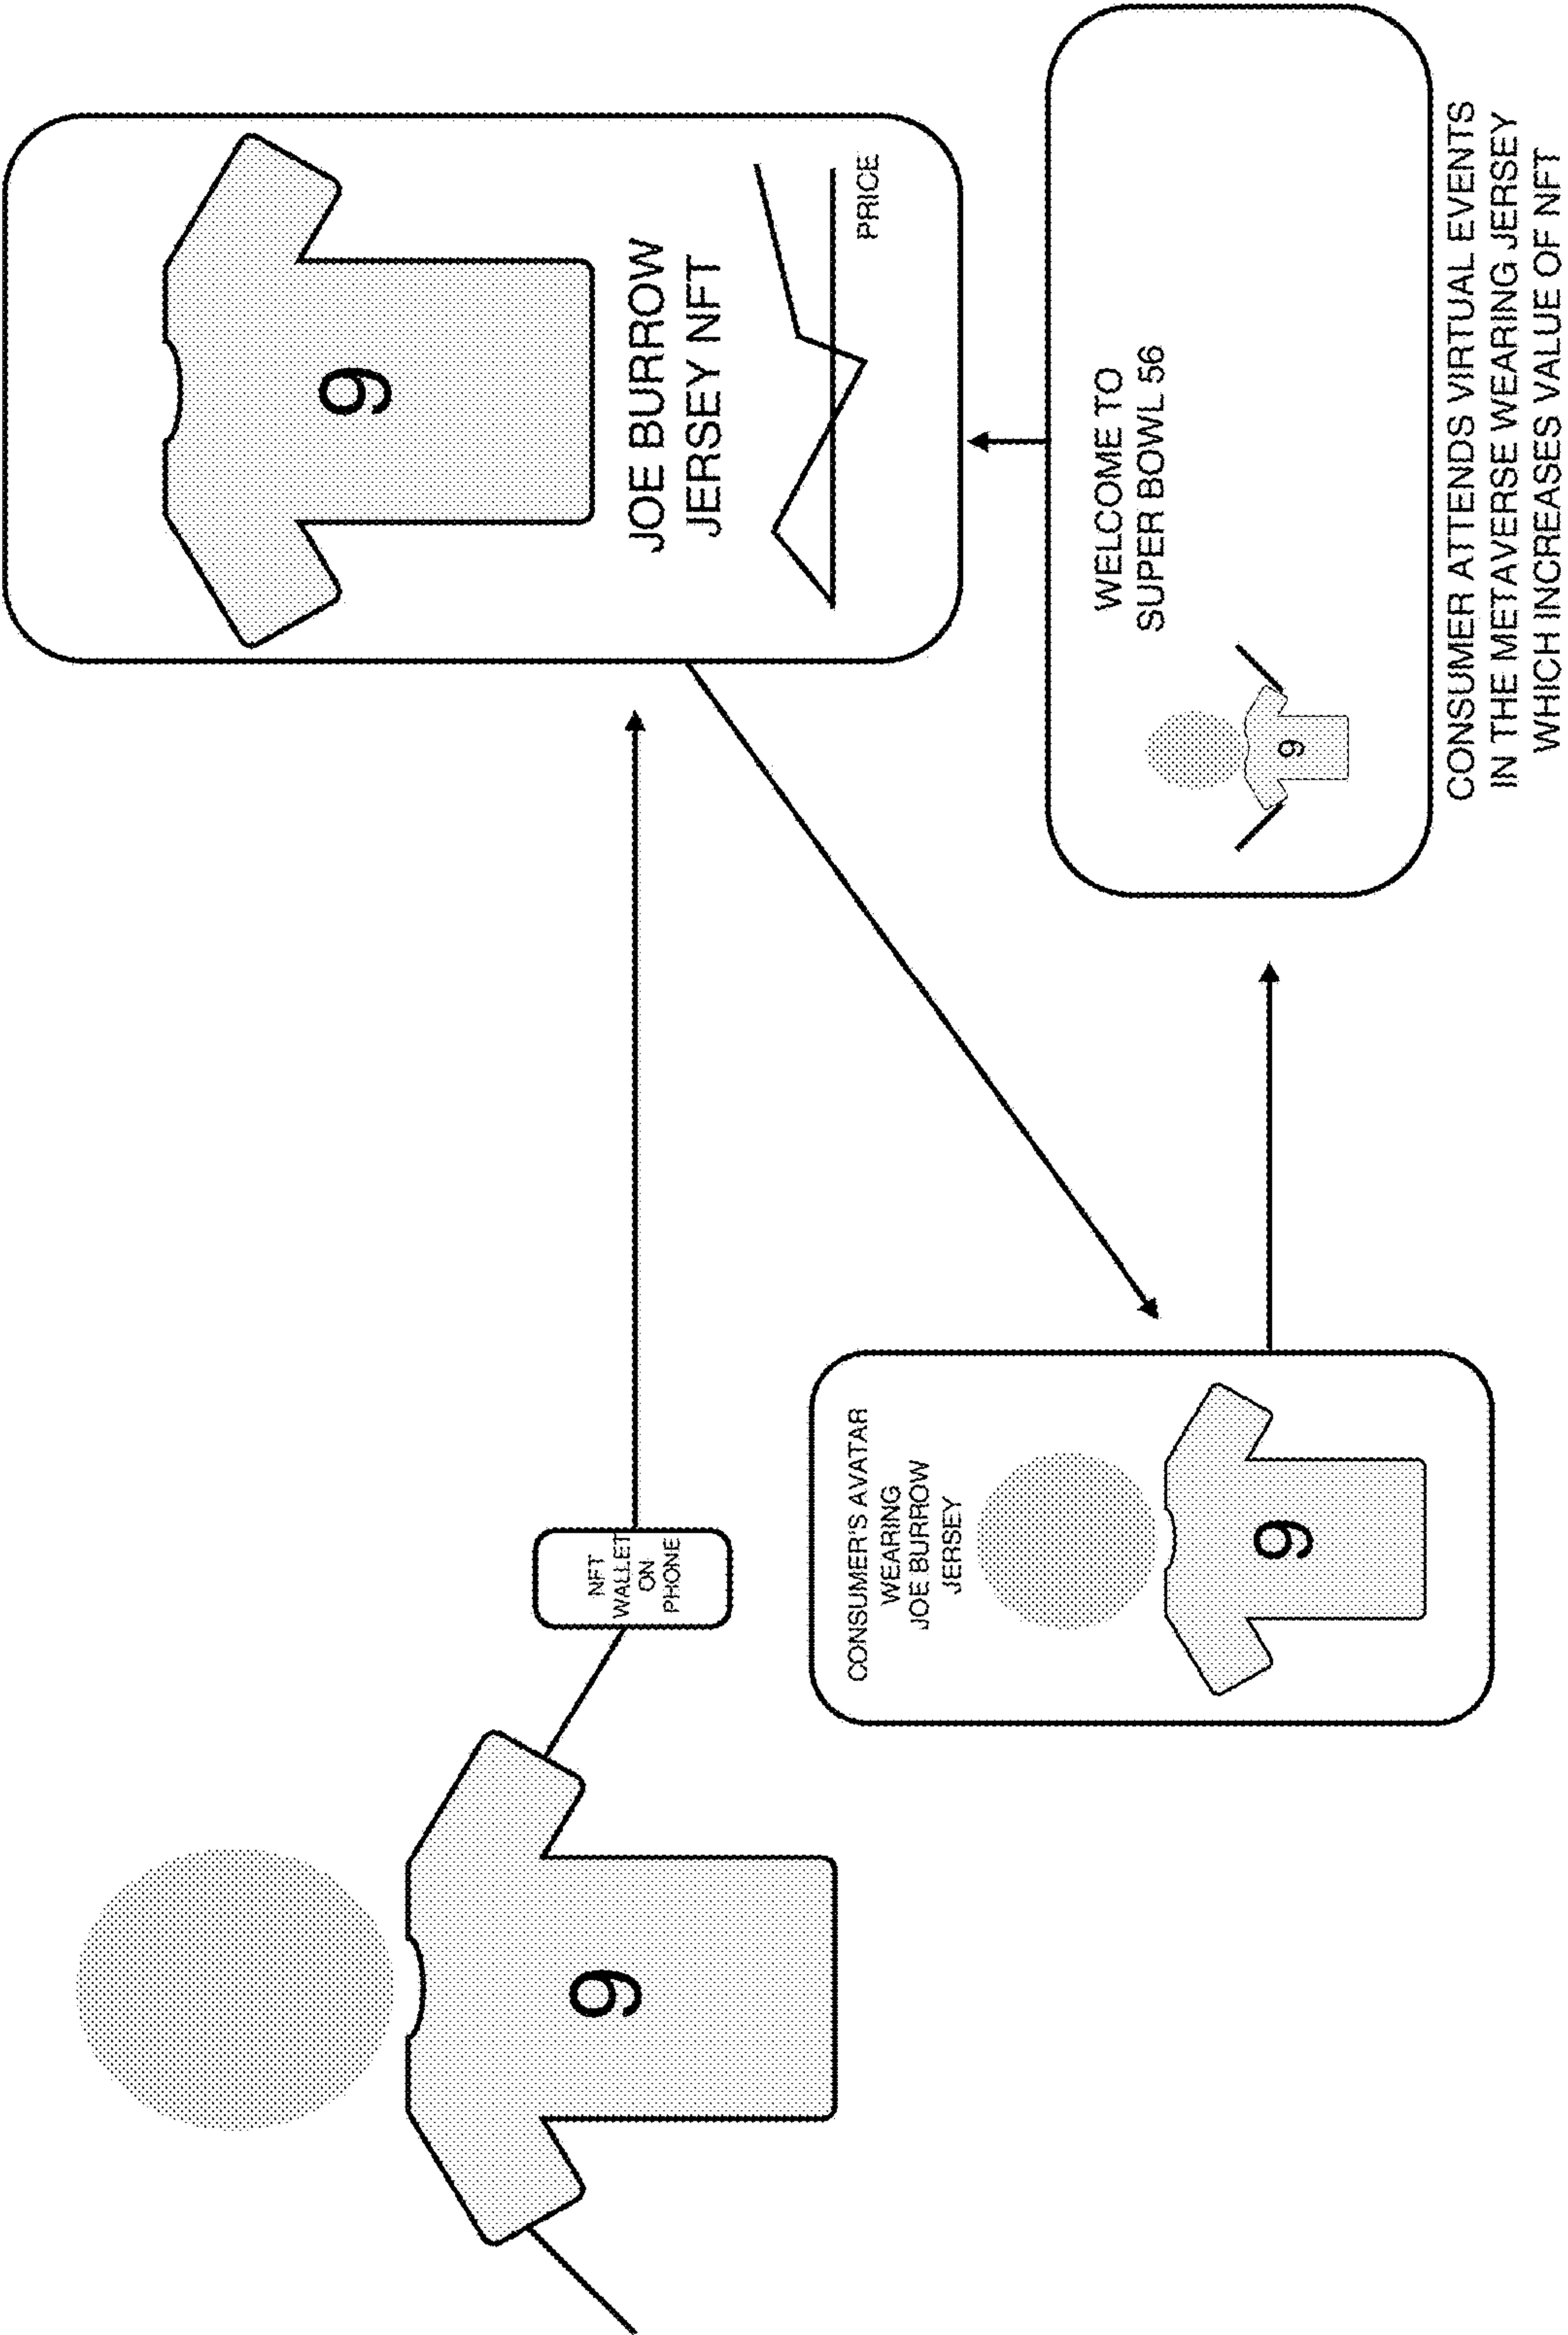 9
NFT
WALLET
ON
PHONE
9
JOE BURROW
JERSEY NFT
PRICE
CONSUMER'S AVATAR
WEARING
JOE BURROW
JERSEY
9
WELCOME TO
SUPER BOWL 56
9
CONSUMER ATTENDS VIRTUAL EVENTS
IN THE METAVERSE WEARING JERSEY
WHICH INCREASES VALUE OF NFT